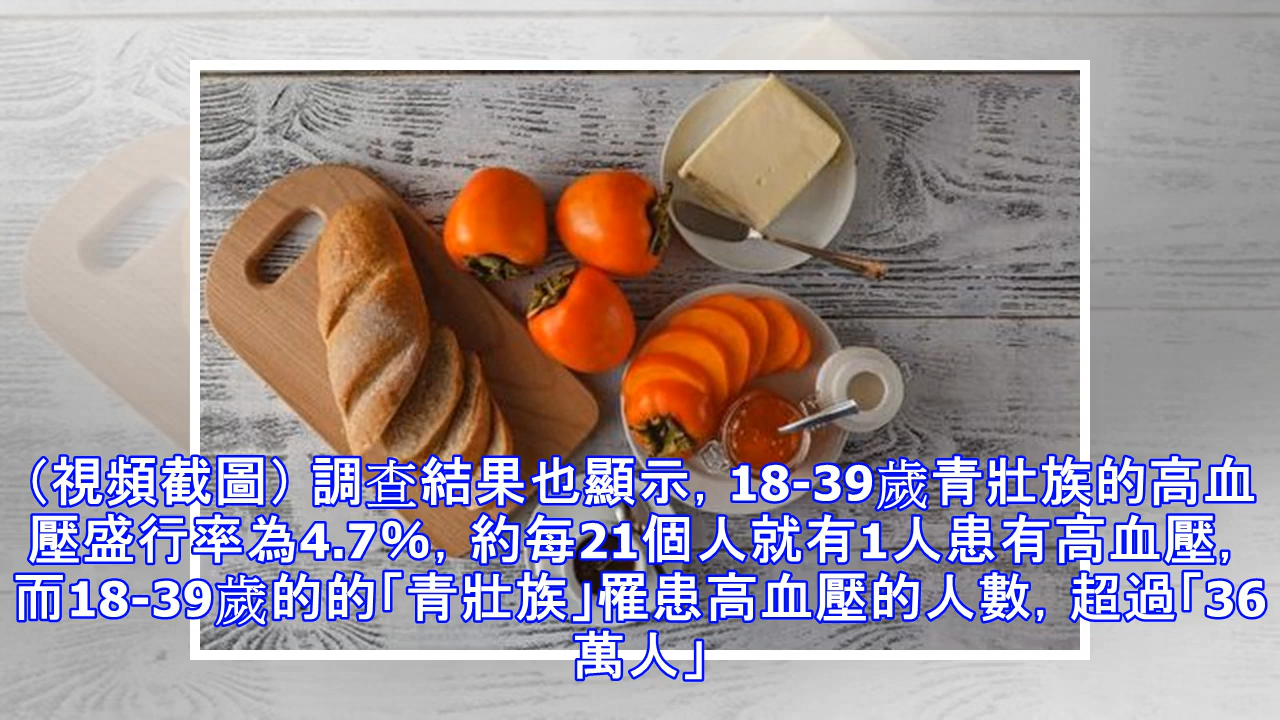 （視頻截圖）調查結果也顯示，18-39歲青壯族的高血
壓盛行率為4.7%，約每21個人就有1人患有高血壓，
而18-39歲的的「青壯族」罹患高血壓的人數，超過「36
萬人」